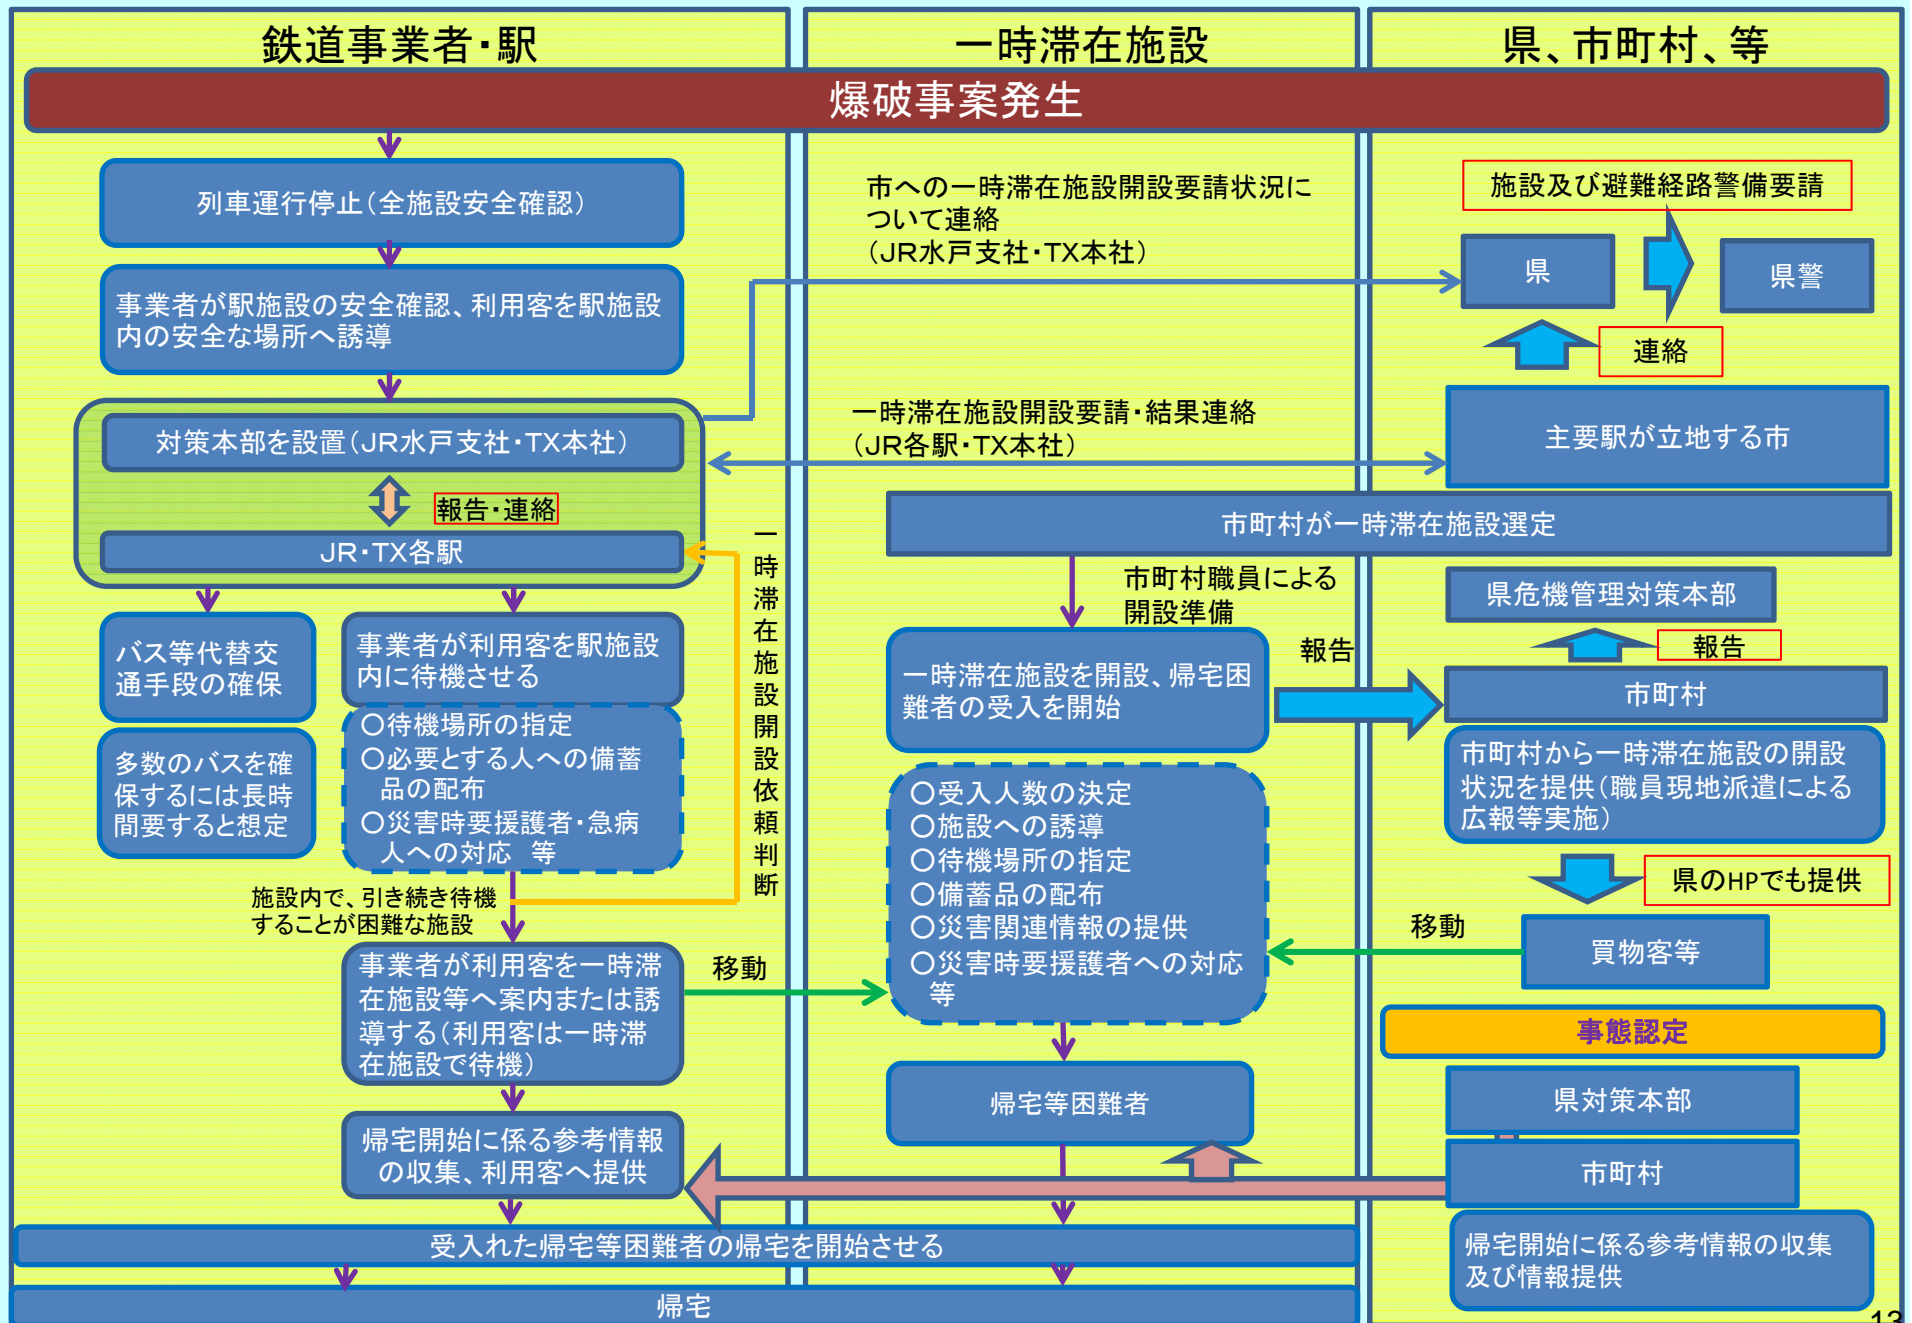 鉄道事業者・駅
一時滞在施設
県、市町村、等
爆破事案発生
列車運行停止（全施設安全確認）
事業者が駅施設の安全確認、利用客を駅施設
内の安全な場所へ誘導
対策本部を設置（JR水戸支社・TX本社）
報告・連絡
JR・TX各駅
バス等代替交
通手段の確保
多数のバスを確
保するには長時
間要すると想定
事業者が利用客を駅施設
内に待機させる
〇待機場所の指定
〇必要とする人への備蓄
品の配布
〇災害時要援護者・急病
人への対応　等
施設内で、引き続き待機
することが困難な施設
一時滞在施設開設依頼判断
事業者が利用客を一時滞
在施設等へ案内または誘
導する（利用客は一時滞
在施設で待機）
移動
帰宅開始に係る参考情報
の収集、利用客へ提供
受入れた帰宅等困難者の帰宅を開始させる
帰宅
市への一時滞在施設開設要請状況に
ついて連絡
（JR水戸支社・TX本社）
一時滞在施設開設要請・結果連絡
（JR各駅・TX本社）
市町村が一時滞在施設選定
市町村職員による
開設準備
一時滞在施設を開設、帰宅困
難者の受入を開始
報告
〇受入人数の決定
〇施設への誘導
〇待機場所の指定
〇備蓄品の配布
〇災害関連情報の提供
〇災害時要援護者への対応
等
移動
帰宅等困難者
施設及び避難経路警備要請
県
県警
連絡
主要駅が立地する市
県危機管理対策本部
報告
市町村
市町村から一時滞在施設の開設
状況を提供（職員現地派遣による
広報等実施）
県のHPでも提供
買物客等
事態認定
県対策本部
市町村
帰宅開始に係る参考情報の収集
及び情報提供
13